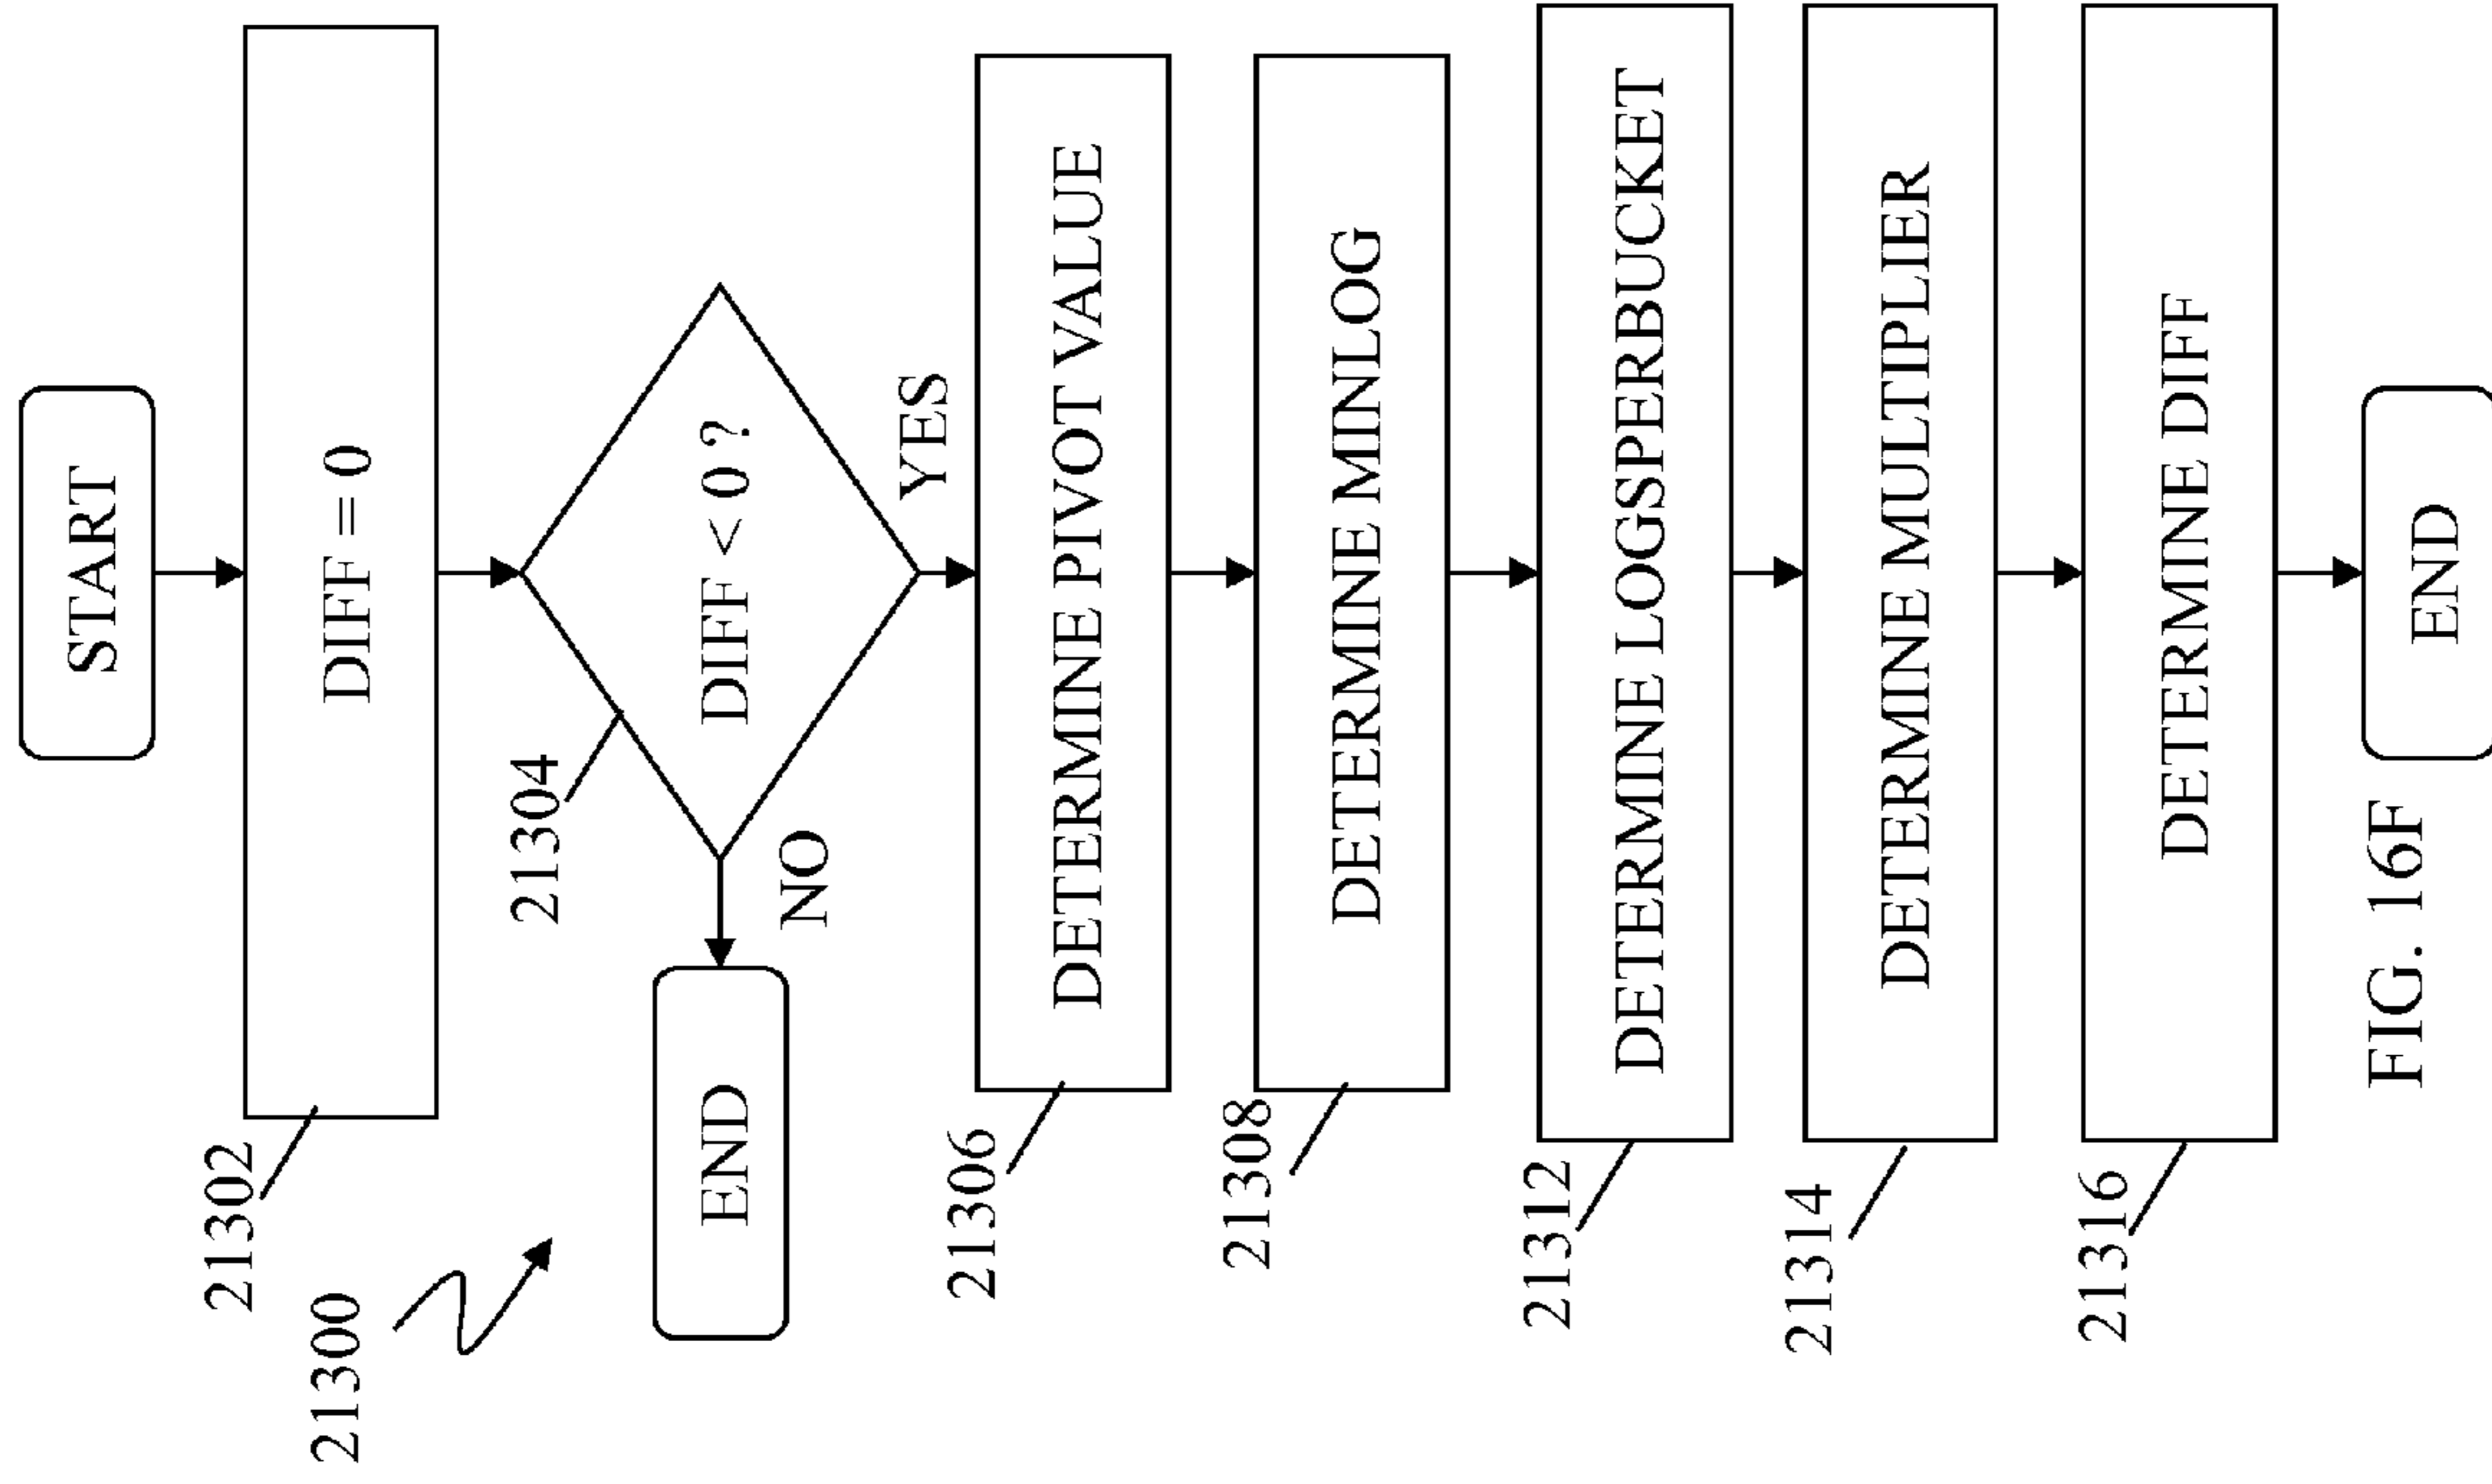 START
21302
DIFF = 0
21300
21304
DIFF < 0 ?
NO
END
YES
21306
DETERMINE PIVOT VALUE
21308
DETERMINE MINLOG
21312
DETERMINE LOGSPERBUCKET
21314
DETERMINE MULTIPLIER
21316
DETERMINE DIFF
END
FIG. 16F